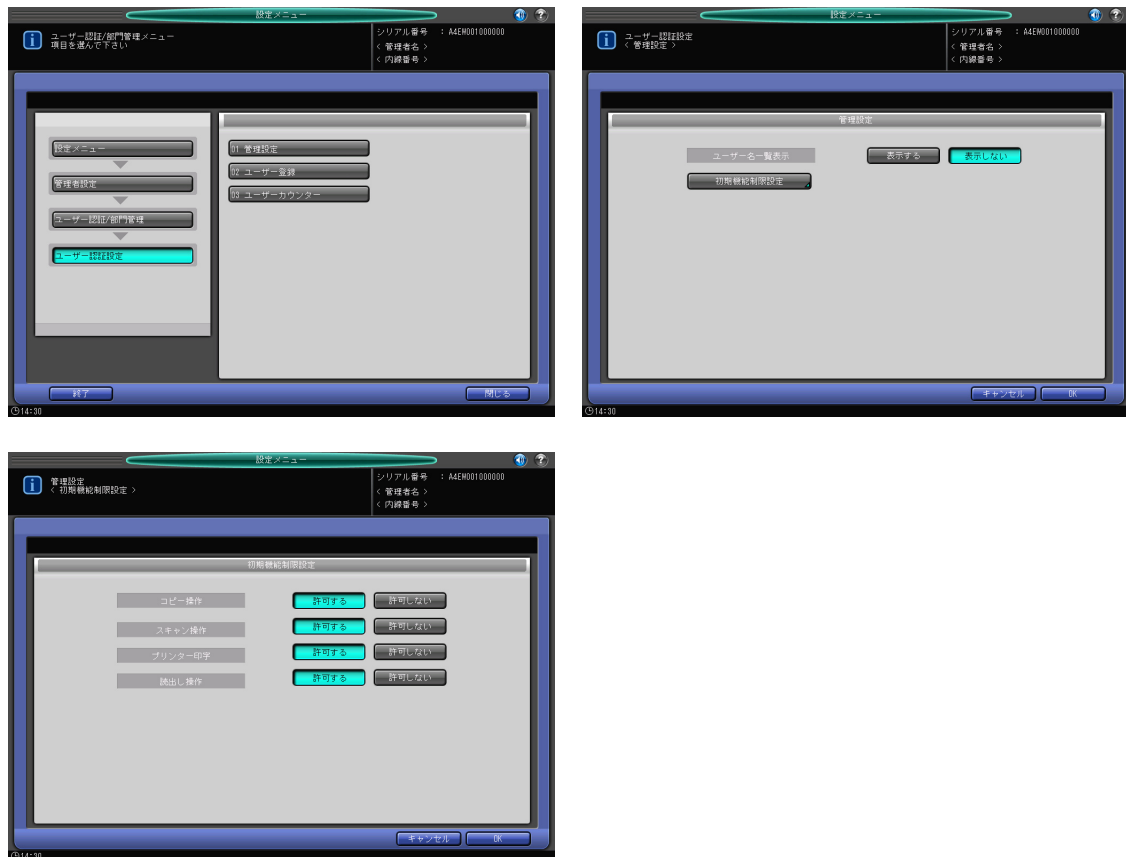 設定メニュー
ユーザー認証/部門管理メニュー
項目を選んで下さい
シリアル番号 : A4EW001000000
< 管理者名 >
< 内線番号 >
設定メニュー
管理者設定
ユーザー認証/部門管理
ユーザー認証設定
01 管理設定
02 ユーザー登録
03 ユーザーカウンター
終了
閉じる
14:30
設定メニュー
ユーザー認証設定
< 管理設定 >
シリアル番号 : A4EW001000000
< 管理者名 >
< 内線番号 >
管理設定
ユーザー名一覧表示
表示する
表示しない
初期機能制限設定
キャンセル
OK
14:30
設定メニュー
管理設定
< 初期機能制限設定 >
シリアル番号 : A4EW001000000
< 管理者名 >
< 内線番号 >
初期機能制限設定
コピー操作
許可する
許可しない
スキャン操作
許可する
許可しない
プリンター印字
許可する
許可しない
読出し操作
許可する
許可しない
キャンセル
OK
14:30